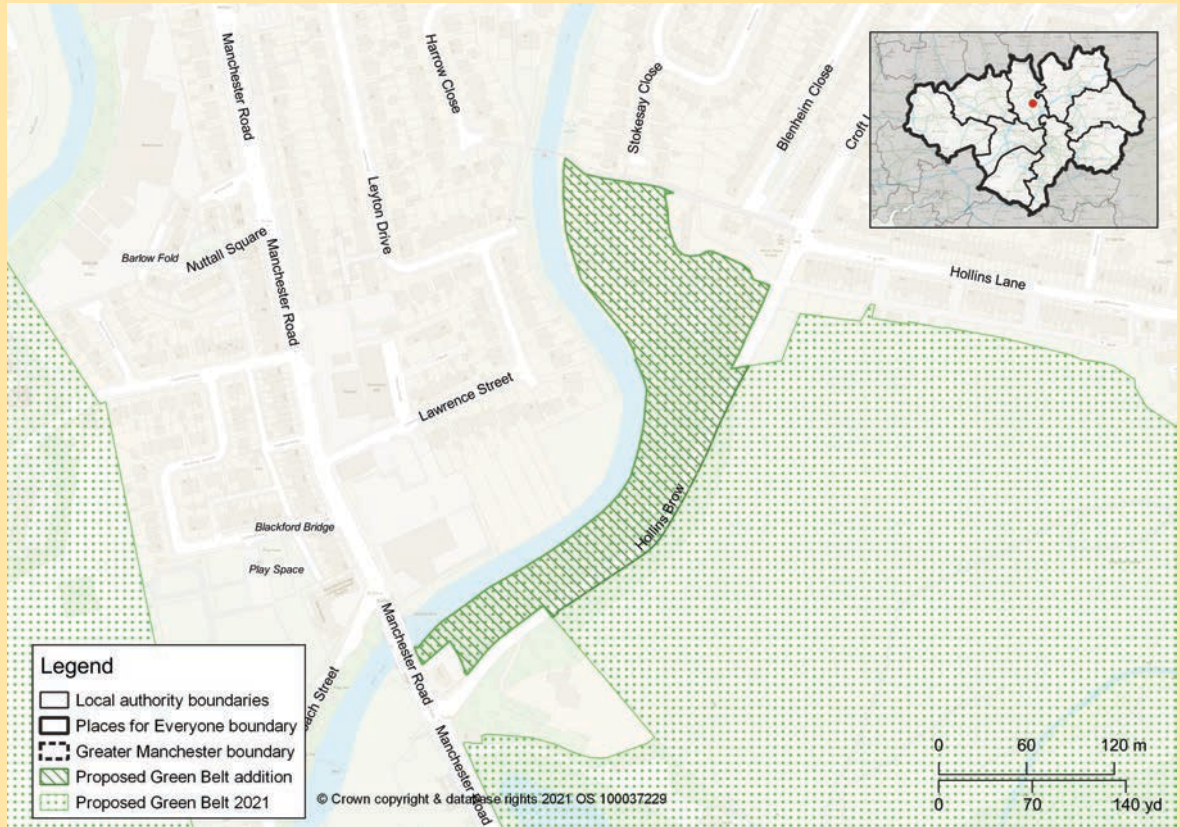 Manchester Road
Harrow Close
Stokesay Close
Blenheim Close
Croft L
Leyton Drive
Barlow Fold
Nuttall Square
Manchester Road
Hollins Lane
Lawrence Street
Hollins Brow
Blackford Bridge
Play Space
Manchester Road
Manchester Road
ach Street
Legend
Local authority boundaries
Places for Everyone boundary
Greater Manchester boundary
Proposed Green Belt addition
Proposed Green Belt 2021
© Crown copyright & database rights 2021 OS 100037229
0 60 120 m
0 70 140 yd